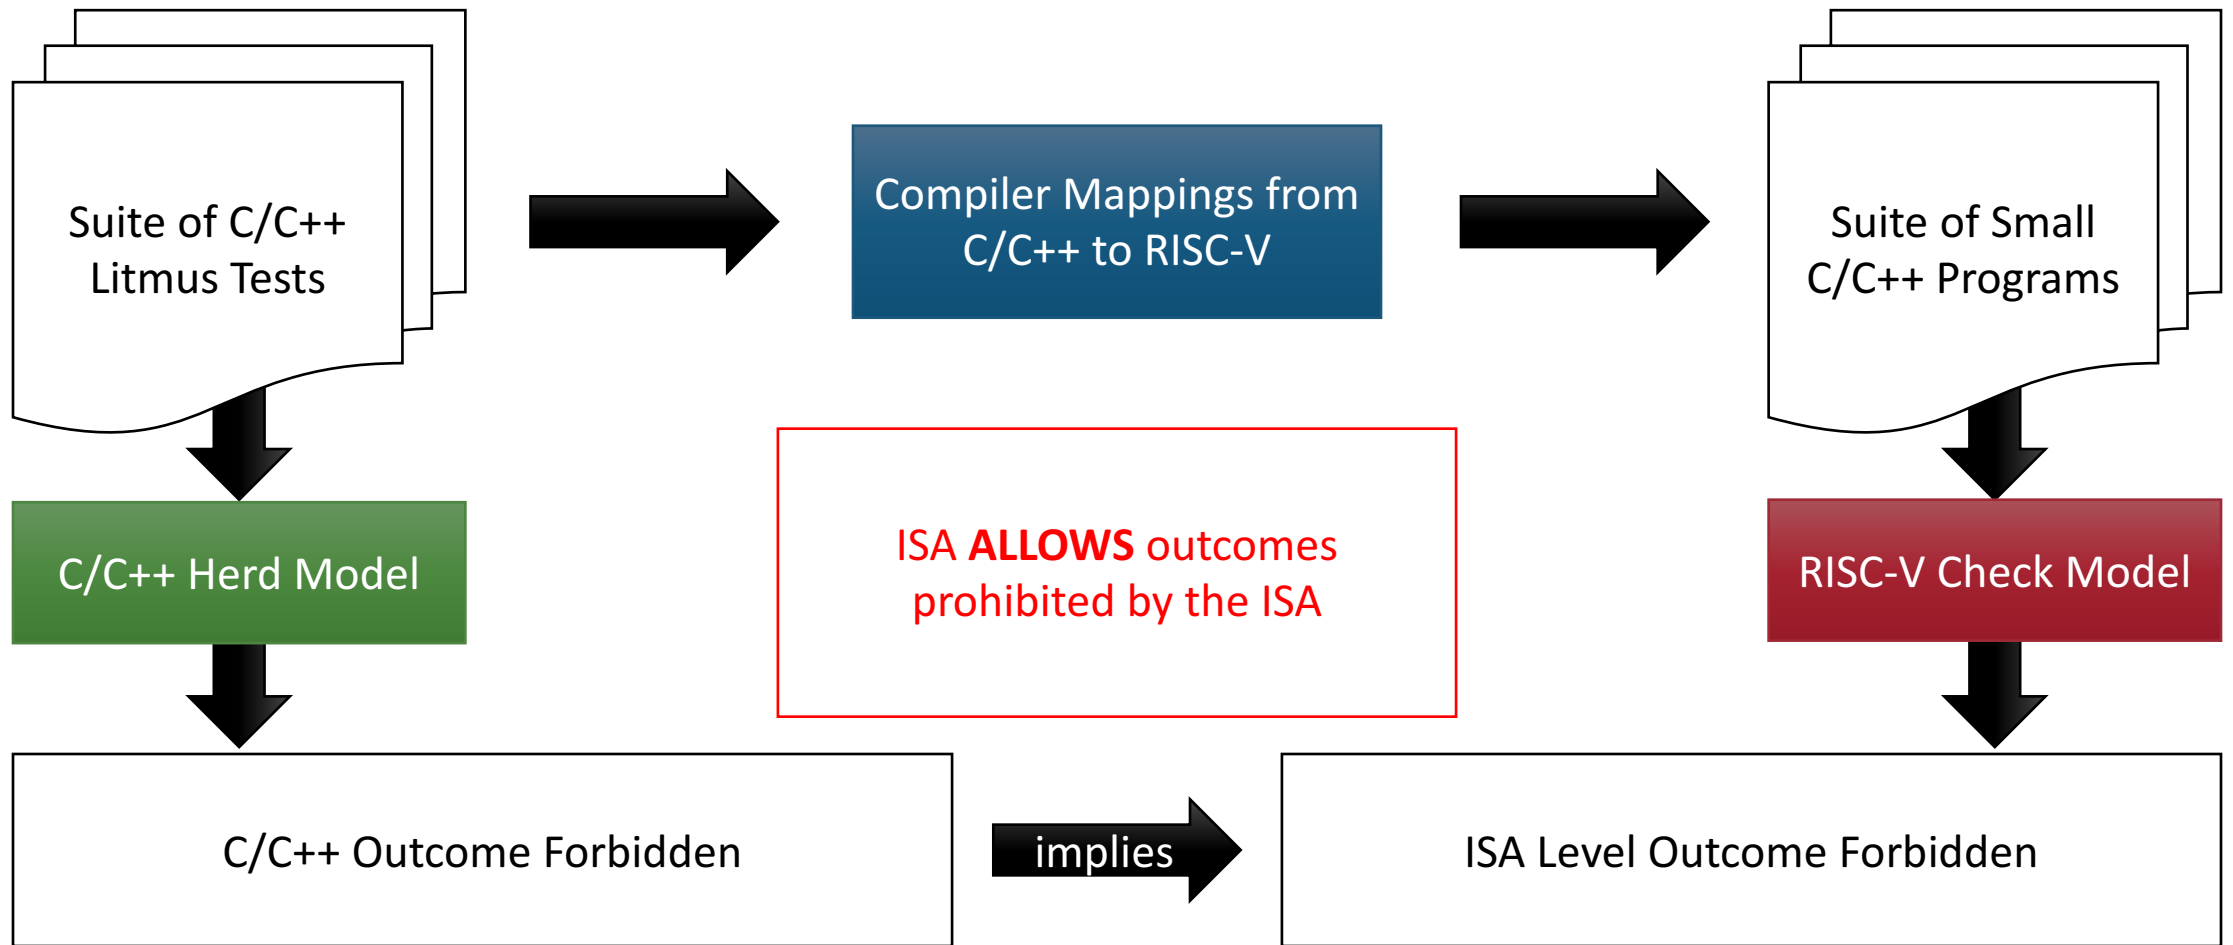 Suite of C/C++
Litmus Tests
Compiler Mappings from
C/C++ to RISC-V
Suite of Small
C/C++ Programs
C/C++ Herd Model
ISA ALLOWS outcomes
prohibited by the ISA
RISC-V Check Model
C/C++ Outcome Forbidden
implies
ISA Level Outcome Forbidden